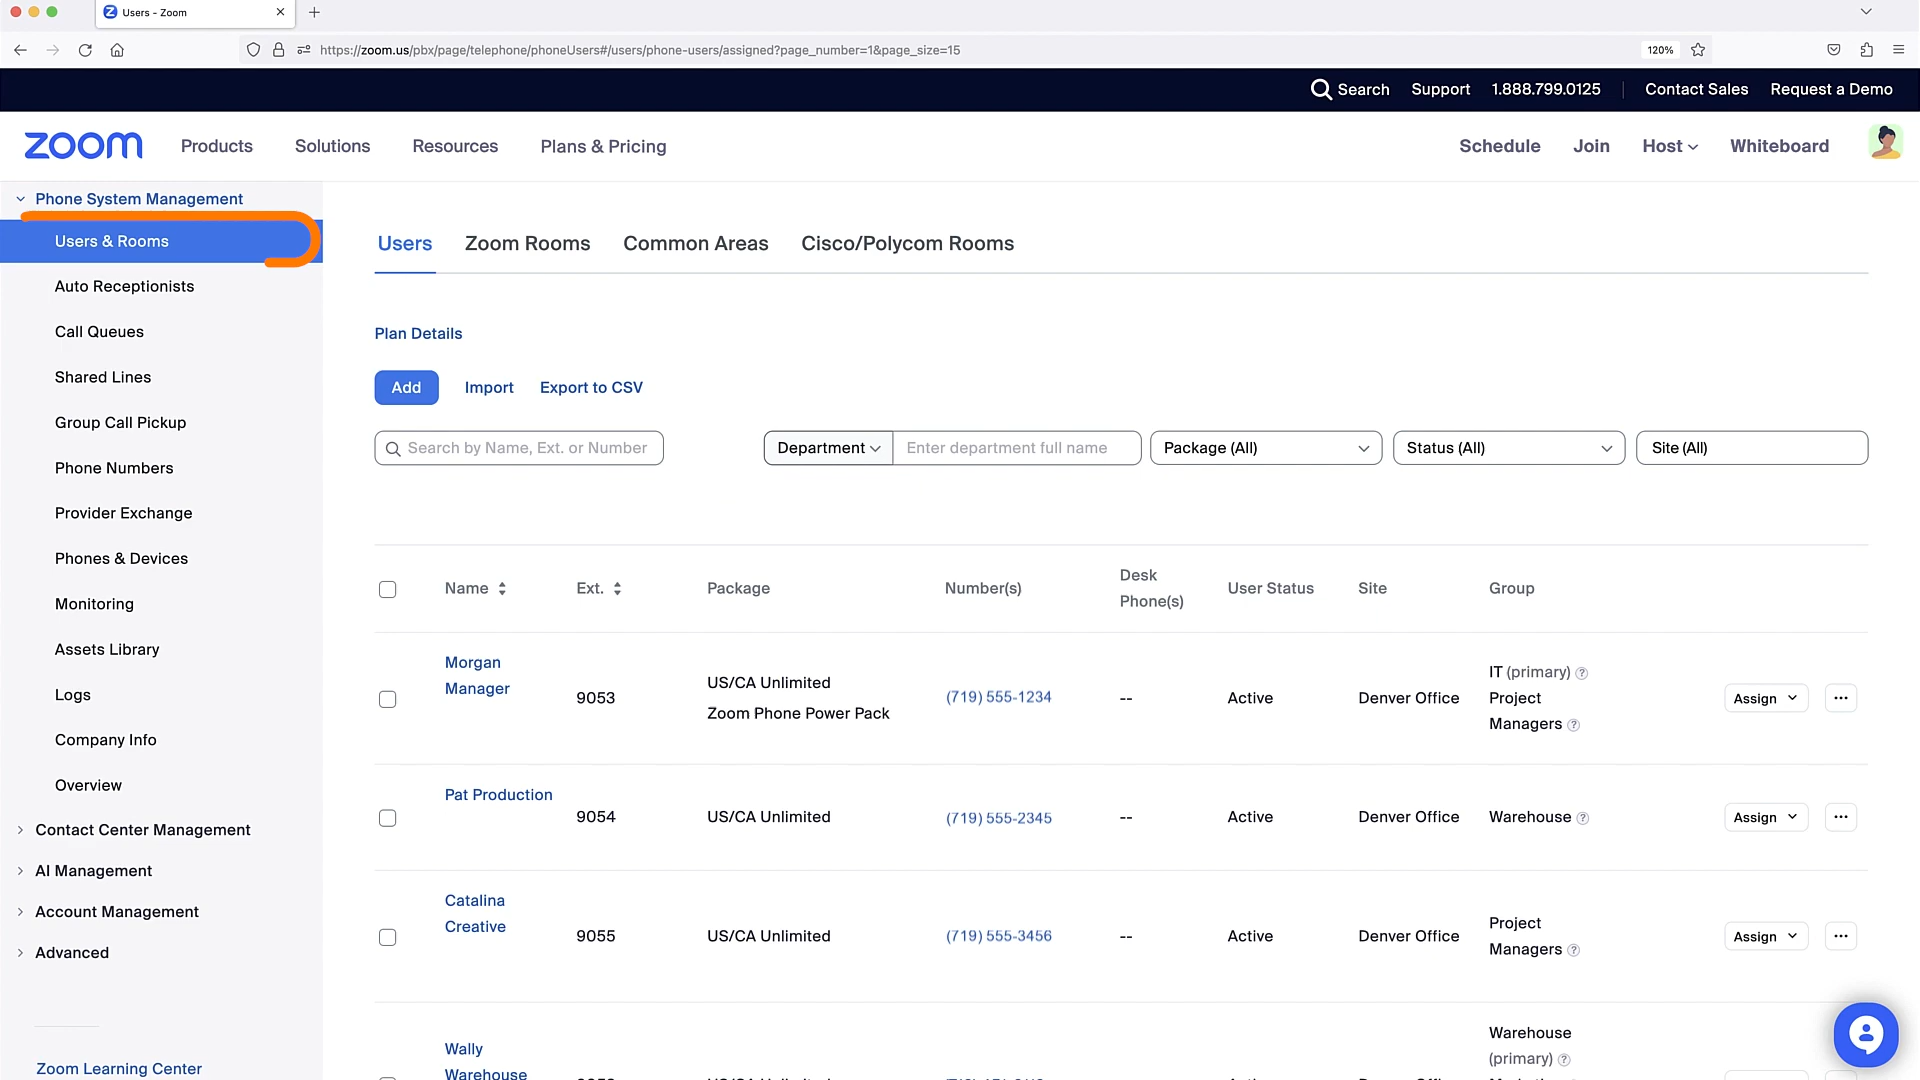 Users - Zoom
https://zoom.us/pbx/page/telephone/phoneUsers#/users/phone-users/assigned?page_number=1&page_size=15
120%
Search
Support
1.888.799.0125
Contact Sales
Request a Demo
zoom
Products
Solutions
Resources
Plans & Pricing
Schedule
Join
Host
Whiteboard
Phone System Management
Users & Rooms
Auto Receptionists
Call Queues
Shared Lines
Group Call Pickup
Phone Numbers
Provider Exchange
Phones & Devices
Monitoring
Assets Library
Logs
Company Info
Overview
Contact Center Management
AI Management
Account Management
Advanced
Zoom Learning Center
Users
Zoom Rooms
Common Areas
Cisco/Polycom Rooms
Plan Details
Add
Import
Export to CSV
Search by Name, Ext. or Number
Department
Enter department full name
Package (All)
Status (All)
Site (All)
Name
Ext.
Package
Number(s)
Desk
Phone(s)
User Status
Site
Group
Morgan
Manager
9053
US/CA Unlimited
Zoom Phone Power Pack
(719) 555-1234
--
Active
Denver Office
IT (primary)
Project
Managers
Assign
Pat Production
9054
US/CA Unlimited
(719) 555-2345
--
Active
Denver Office
Warehouse
Assign
Catalina
Creative
9055
US/CA Unlimited
(719) 555-3456
--
Active
Denver Office
Project
Managers
Assign
Wally
Warehouse
Warehouse
(primary)